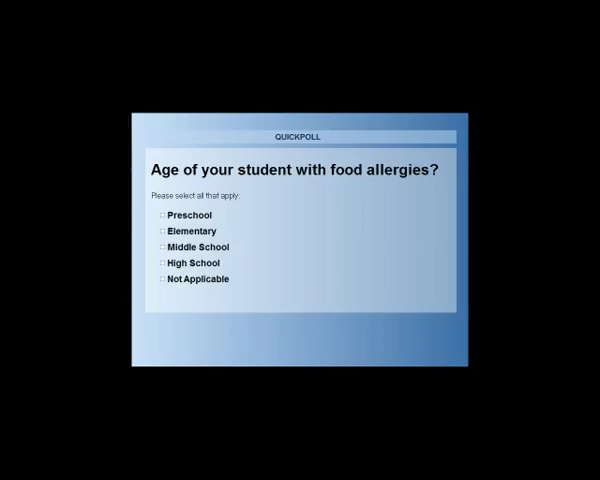 QUICKPOLL
Age of your student with food allergies?
Please select all that apply:
Preschool
Elementary
Middle School
High School
Not Applicable